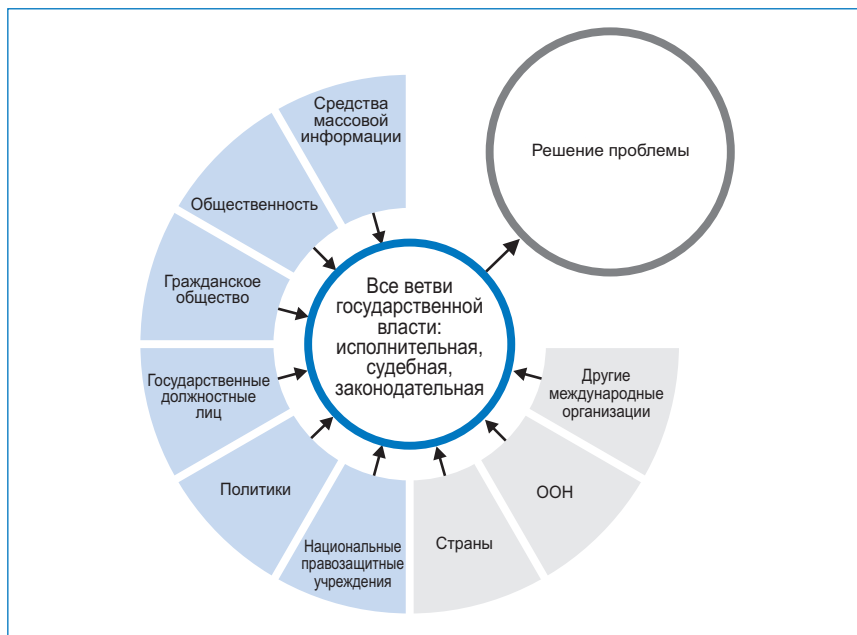 Средства
массовой
информации
Решение проблемы
Общественность
Гражданское
общество
Все ветви
государственной
власти:
исполнительная,
судебная,
законодательная
Государственные
должностные
лиц
Другие
международные
организации
Политики
ООН
Национальные
правозащитные
учреждения
Страны